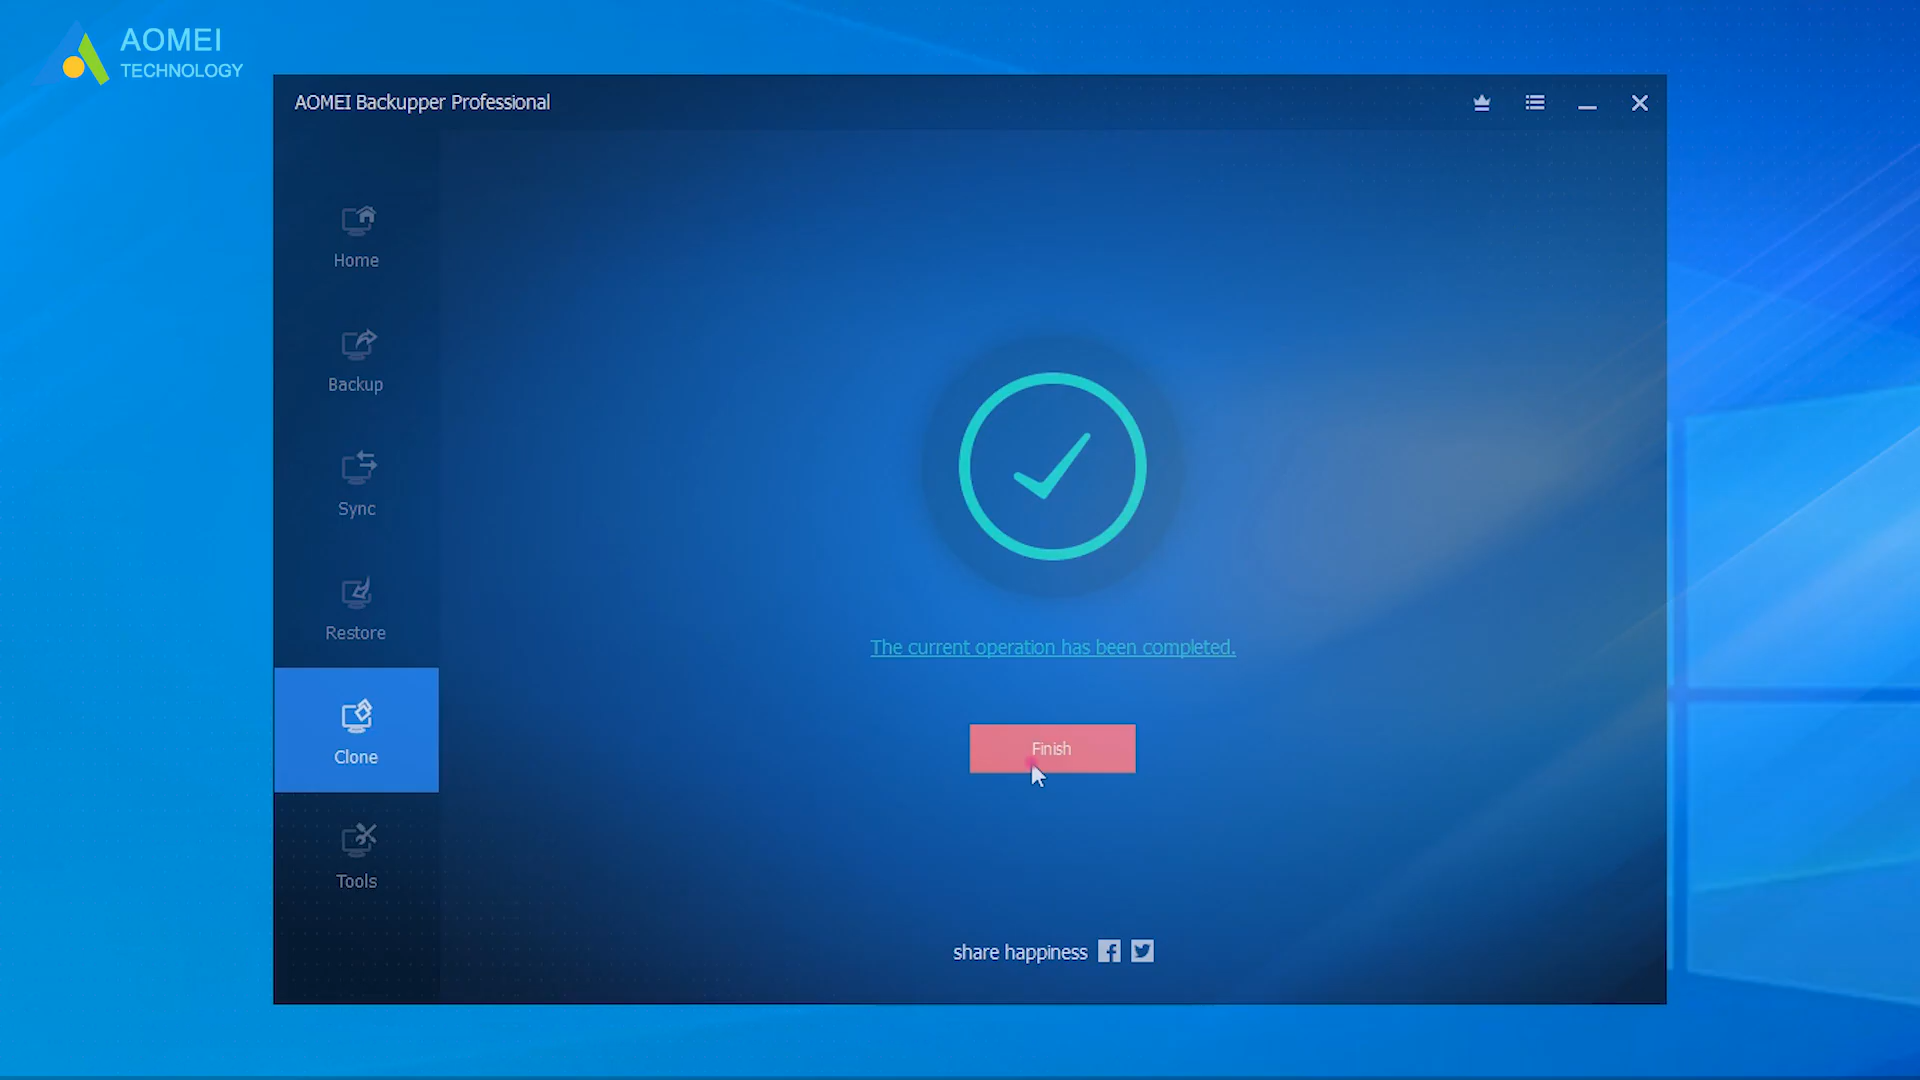 AOMEI
TECHNOLOGY
AOMEI Backupper Professional
Home
Backup
Sync
Restore
Clone
Tools
The current operation has been completed.
Finish
share happiness